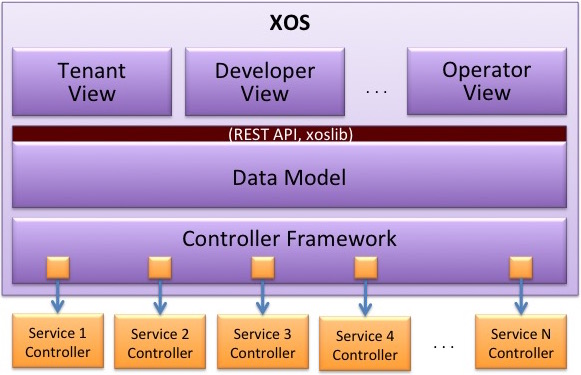 XOS
Tenant
View
Developer
View
. . .
Operator
View
(REST API, xoslib)
Data Model
Controller Framework
Service 1
Controller
Service 2
Controller
Service 3
Controller
Service 4
Controller
. . .
Service N
Controller